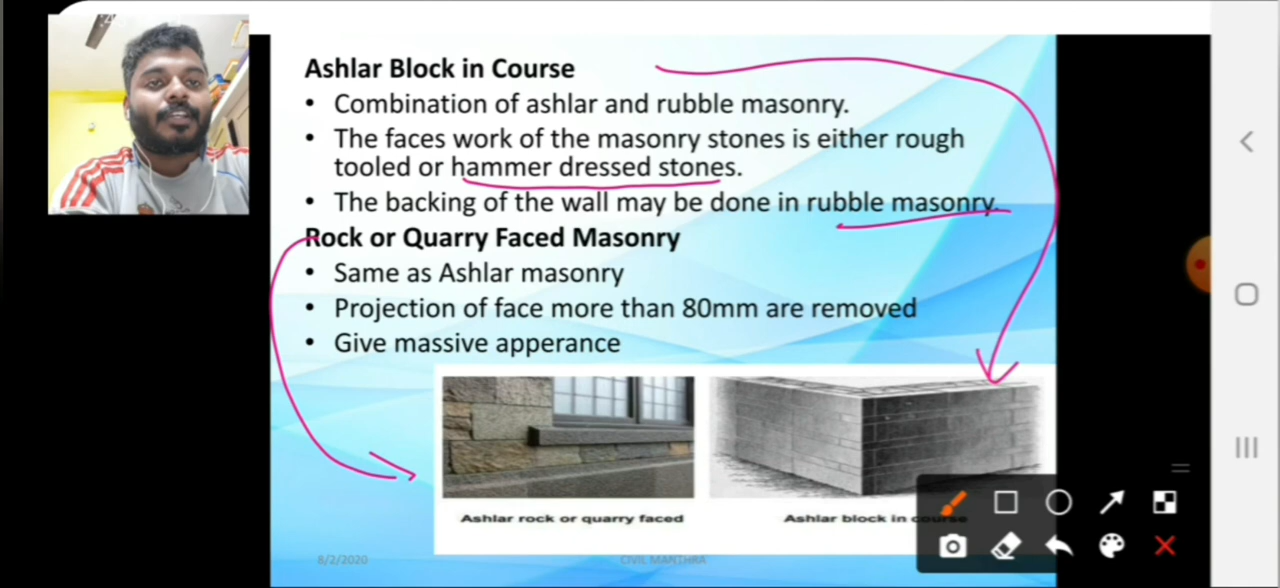 Ashlar Block in Course
• Combination of ashlar and rubble masonry.
• The faces work of the masonry stones is either rough
tooled or hammer dressed stones.
• The backing of the wall may be done in rubble masonry.
Rock or Quarry Faced Masonry
• Same as Ashlar masonry
• Projection of face more than 80mm are removed
• Give massive apperance
Ashlar rock or quarry faced
Ashlar block in course
8/2/2020
CIVIL MANTHRA